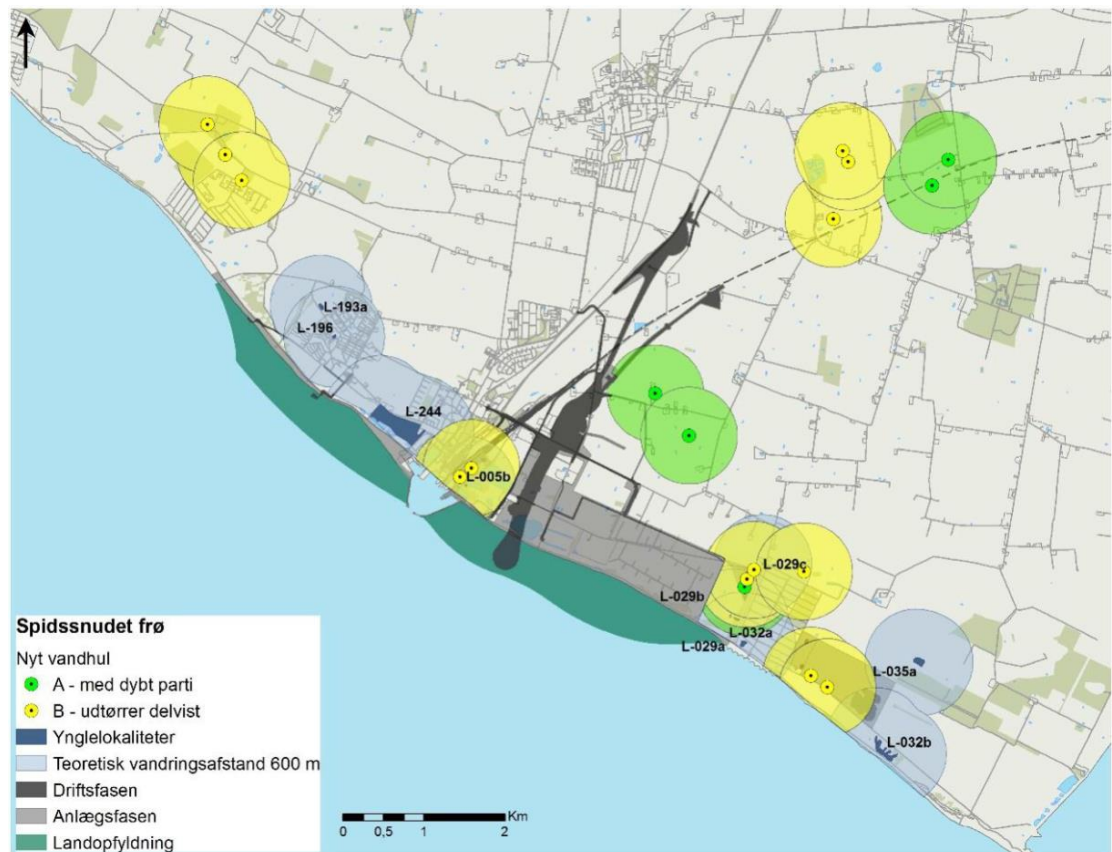 L-193a
L-196
L-244
L-005b
L-029c
L-029b
L-032a
L-029a
L-035a
L-032b
Spidssnudet frø
Nyt vandhul
A - med dybt parti
B - udtørrer delvist
Ynglelokaliteter
Teoretisk vandringsafstand 600 m
Driftsfasen
Anlægsfasen
Landopfyldning
Km
0 0,5 1 2